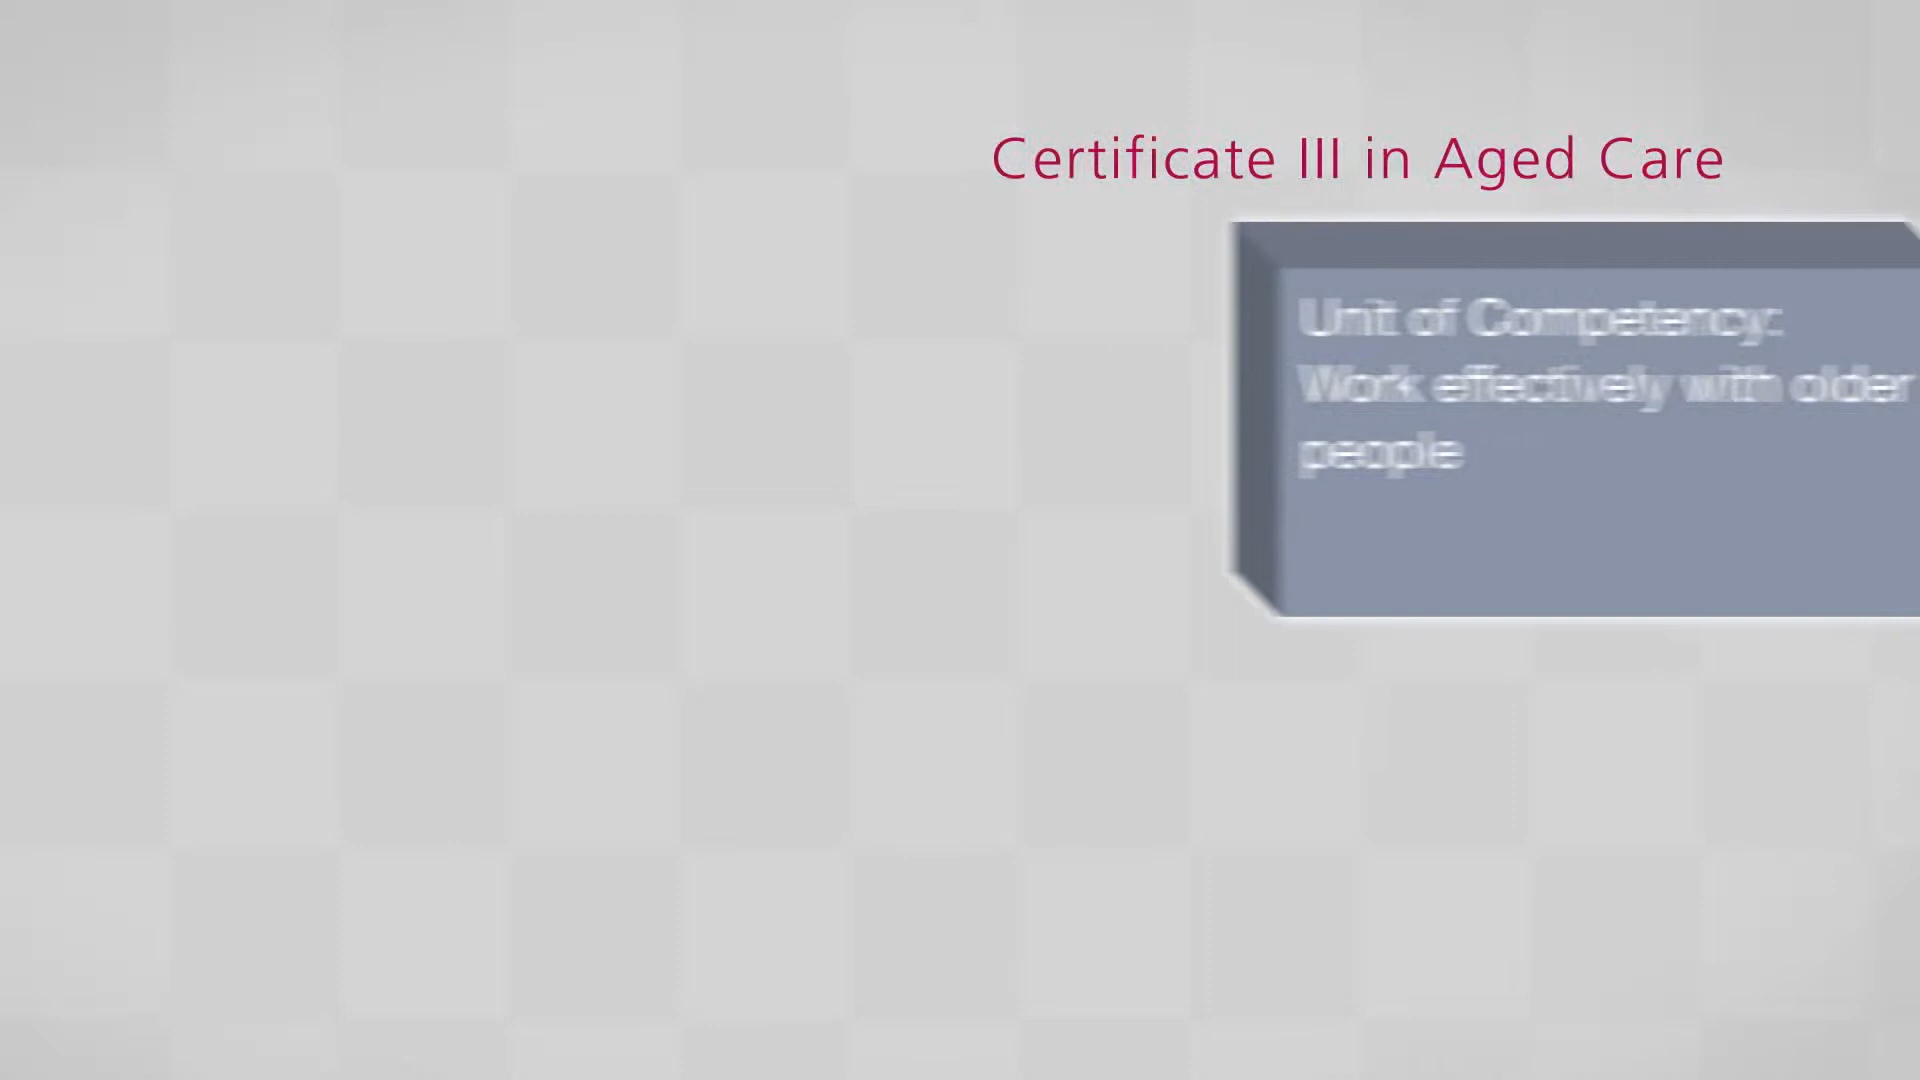 Certificate III in Aged Care
Unit of Competency:
Work effectively with older
people